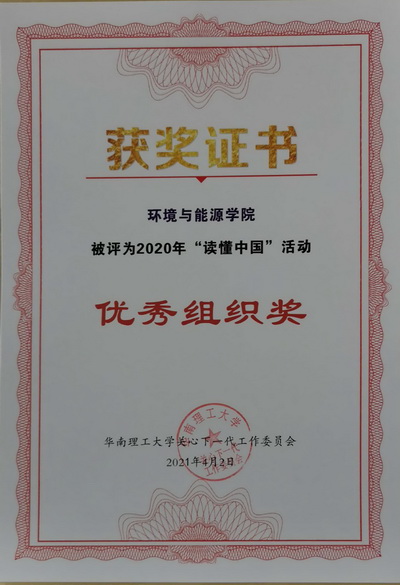 获奖证书
环境与能源学院
被评为2020年“读懂中国”活动
优秀组织奖
华南理工大学关心下一代工作委员会
2021年4月2日